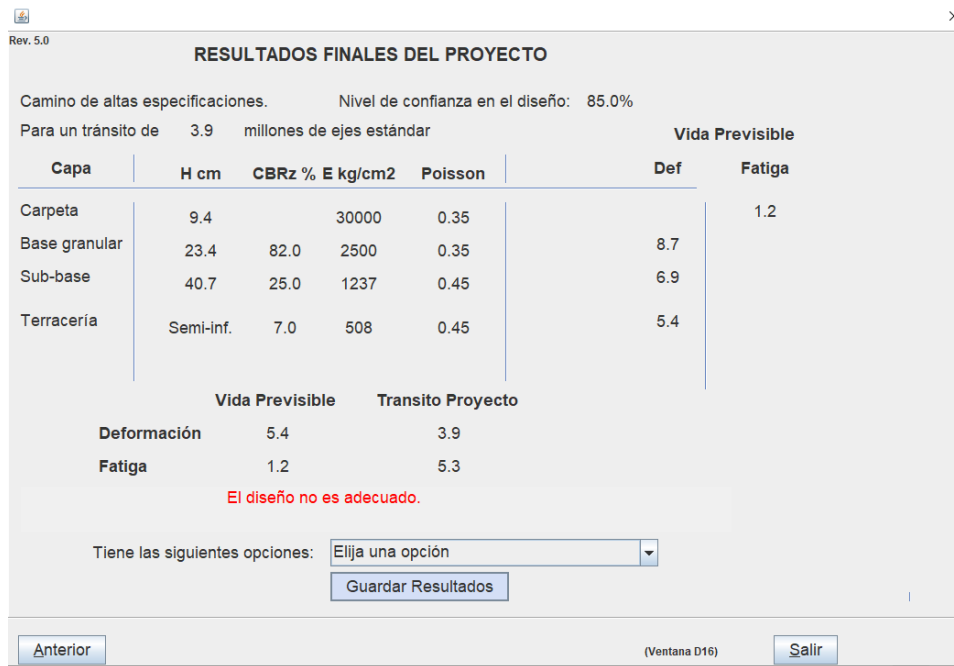 Rev. 5.0
RESULTADOS FINALES DEL PROYECTO
Camino de altas especificaciones. Nivel de confianza en el diseño: 85.0%
Para un tránsito de 3.9 millones de ejes estándar
Vida Previsible
Capa H cm CBRz % E kg/cm2 Poisson Def Fatiga
Carpeta 9.4 30000 0.35 1.2
Base granular 23.4 82.0 2500 0.35 8.7
Sub-base 40.7 25.0 1237 0.45 6.9
Terracería Semi-inf. 7.0 508 0.45 5.4
Vida Previsible Transito Proyecto
Deformación 5.4 3.9
Fatiga 1.2 5.3
El diseño no es adecuado.
Tiene las siguientes opciones: Elija una opción
Guardar Resultados
Anterior (Ventana D16) Salir